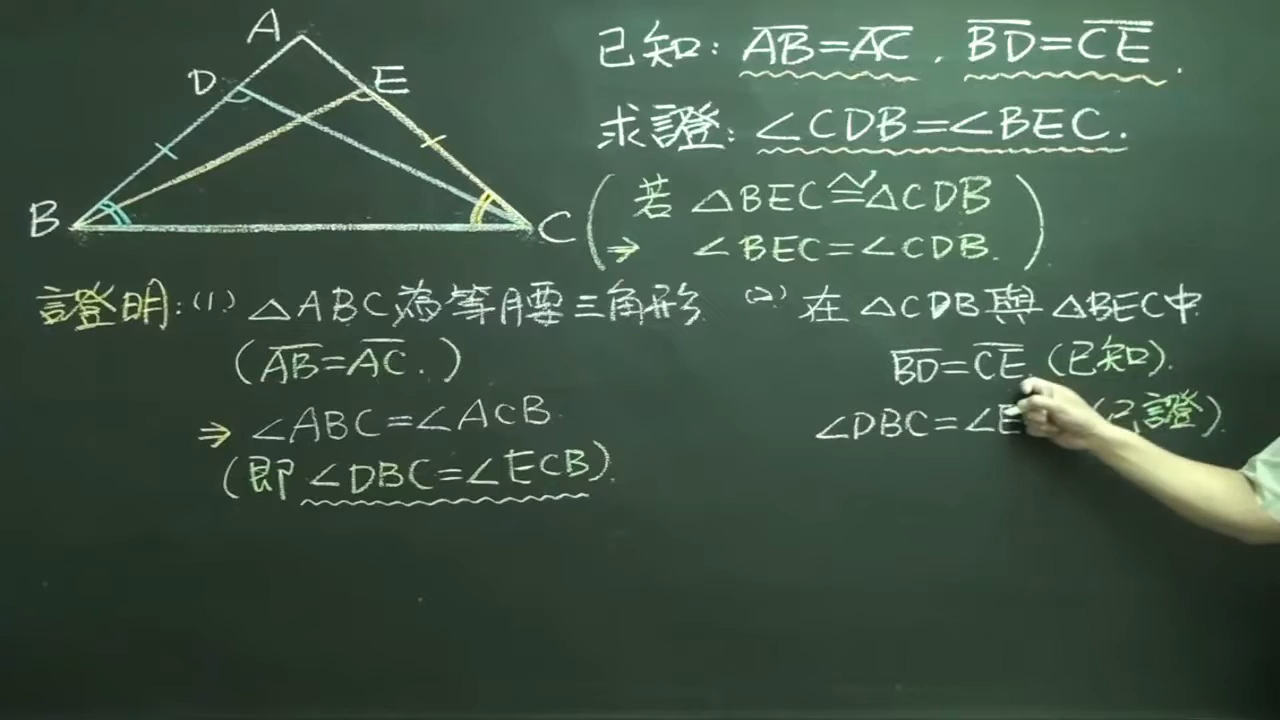 A
D
E
B
C
已知: AB=AC, BD=CE.
求證: ∠CDB=∠BEC.
(若 △BEC≅△CDB
⇒ ∠BEC=∠CDB.)
證明: (1) △ABC為等腰三角形
(AB=AC.)
⇒ ∠ABC=∠ACB.
(即 ∠DBC=∠ECB).
(2) 在 △CDB與 △BEC中
BD=CE. (已知).
∠DBC=∠E (已證).